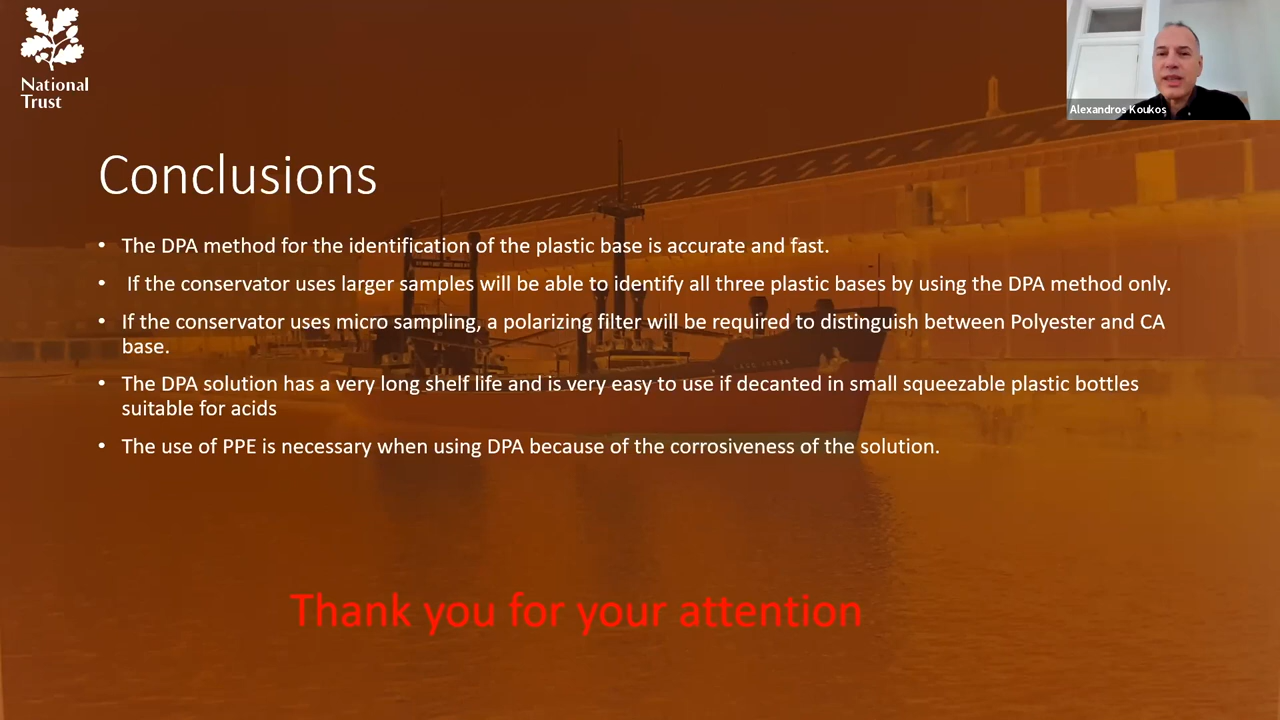 National
Trust
Alexandros Koukos
Conclusions
• The DPA method for the identification of the plastic base is accurate and fast.
• If the conservator uses larger samples will be able to identify all three plastic bases by using the DPA method only.
• If the conservator uses micro sampling, a polarizing filter will be required to distinguish between Polyester and CA
base.
• The DPA solution has a very long shelf life and is very easy to use if decanted in small squeezable plastic bottles
suitable for acids
• The use of PPE is necessary when using DPA because of the corrosiveness of the solution.
Thank you for your attention